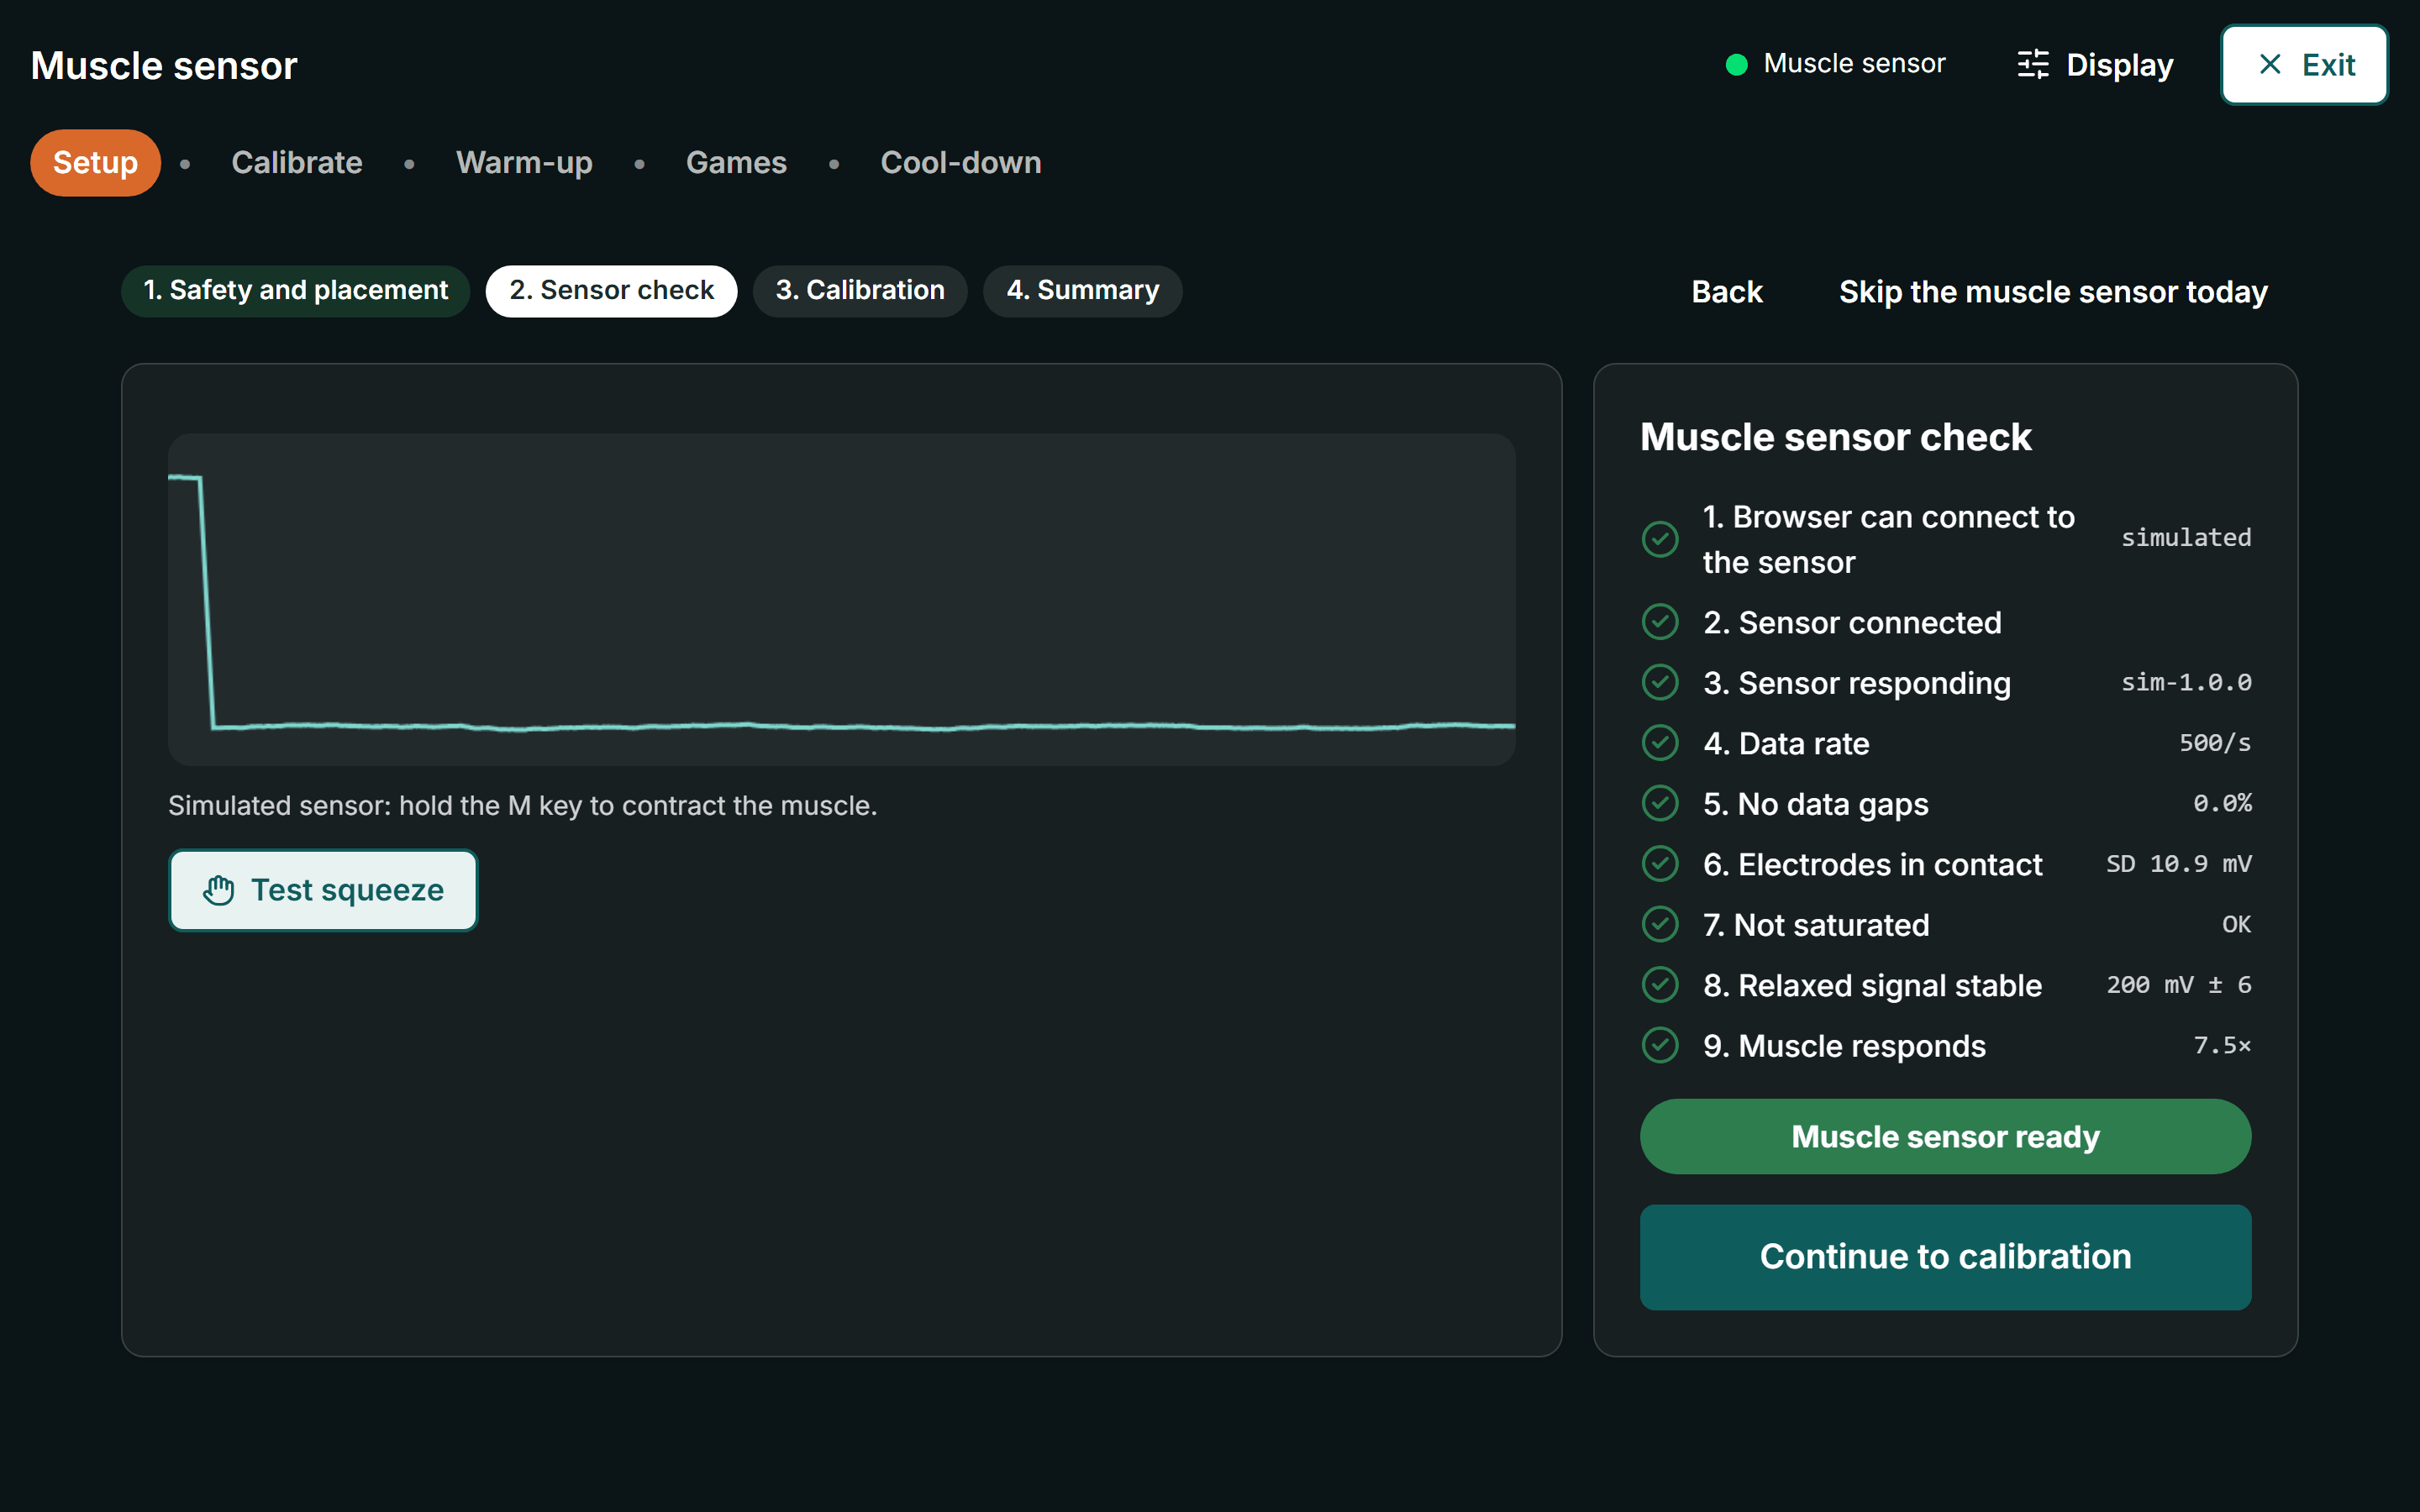 Muscle sensor
Muscle sensor
Display
Exit
Setup • Calibrate • Warm-up • Games • Cool-down
1. Safety and placement
2. Sensor check
3. Calibration
4. Summary
Back
Skip the muscle sensor today
Simulated sensor: hold the M key to contract the muscle.
Test squeeze
Muscle sensor check
1. Browser can connect to
the sensor
simulated
2. Sensor connected
3. Sensor responding sim-1.0.0
4. Data rate 500/s
5. No data gaps 0.0%
6. Electrodes in contact SD 10.9 mV
7. Not saturated OK
8. Relaxed signal stable 200 mV ± 6
9. Muscle responds 7.5×
Muscle sensor ready
Continue to calibration